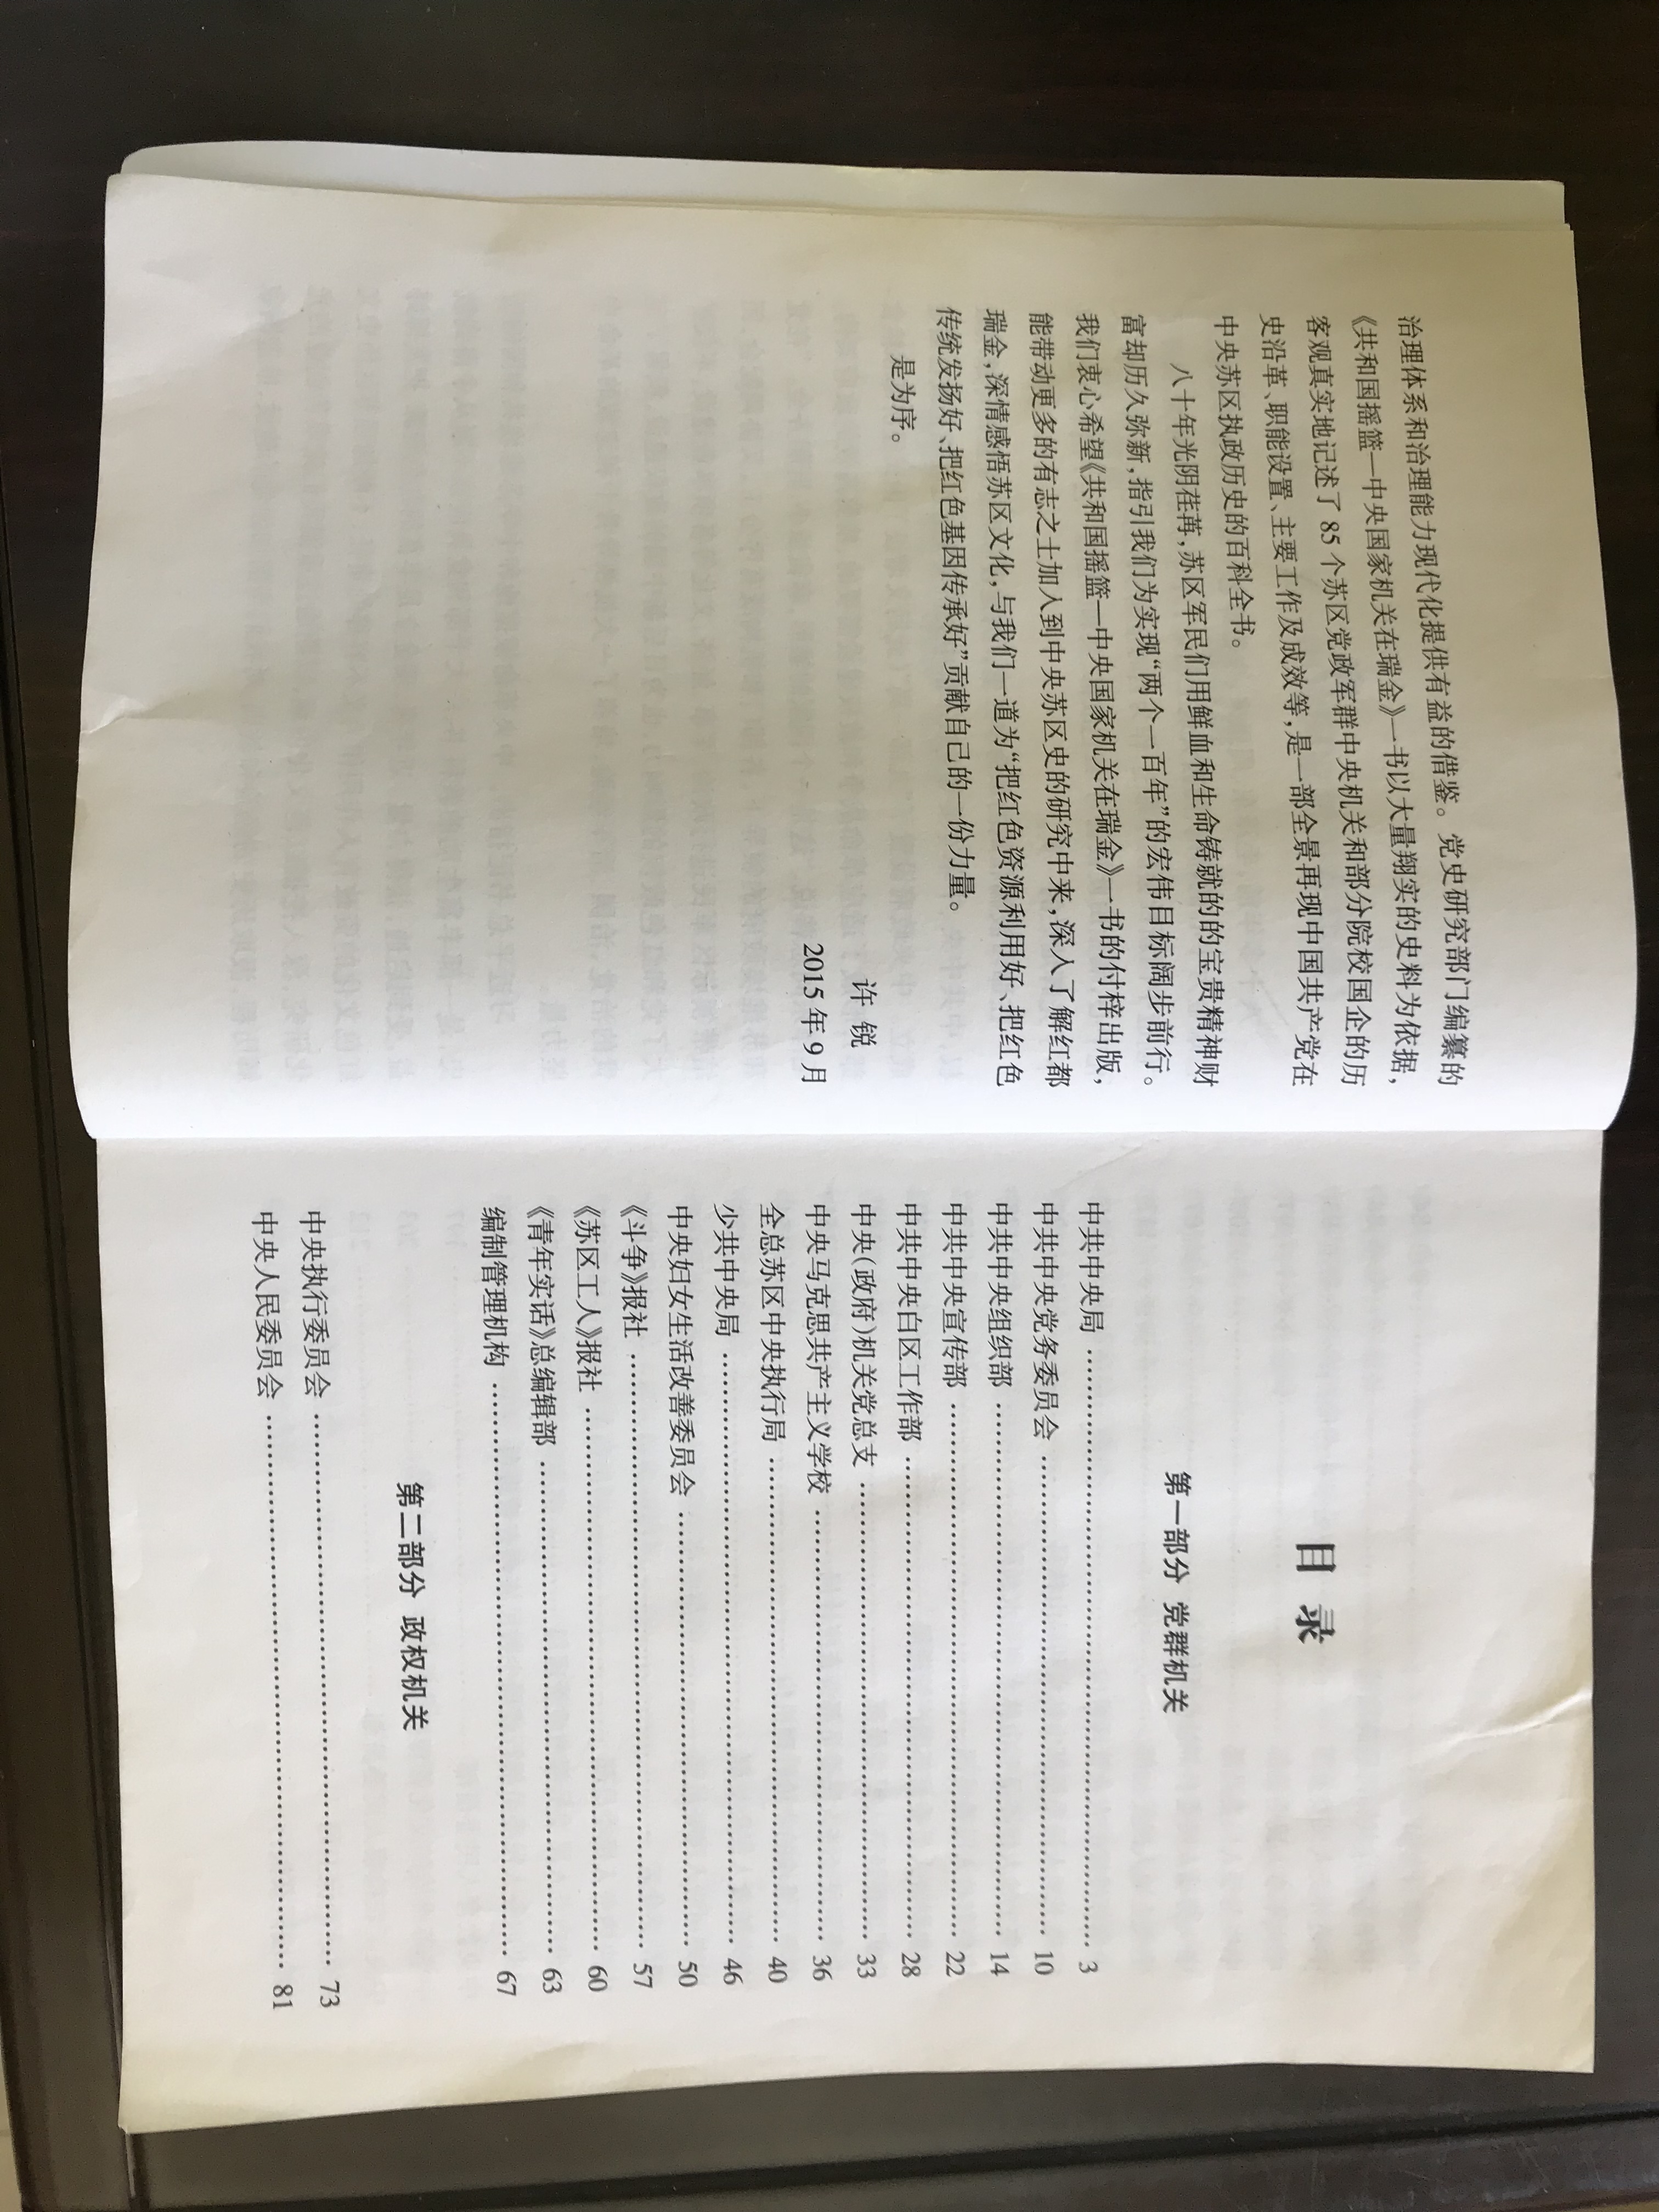 治理体系和治理能力现代化提供有益的借鉴。党史研究部门编纂的
《共和国摇篮—中央国家机关在瑞金》一书以大量翔实的史料为依据，
客观真实地记述了 85 个苏区党政军群中央机关和部分院校国企的历
史沿革、职能设置、主要工作及成效等，是一部全景再现中国共产党在
中央苏区执政历史的百科全书。
八十年光阴荏苒，苏区军民们用鲜血和生命铸就的的宝贵精神财
富却历久弥新，指引我们为实现“两个一百年”的宏伟目标阔步前行。
我们衷心希望《共和国摇篮—中央国家机关在瑞金》一书的付梓出版，
能带动更多的有志之士加入到中央苏区史的研究中来，深入了解红都
瑞金，深情感悟苏区文化，与我们一道为“把红色资源利用好、把红色
传统发扬好、把红色基因传承好”贡献自己的一份力量。
是为序。
许 锐
2015 年 9 月
目 录
第一部分 党群机关
中共中央局 …… 3
中共中央党务委员会 …… 10
中共中央组织部 …… 14
中共中央宣传部 …… 22
中共中央白区工作部 …… 28
中央（政府）机关党总支 …… 33
中央马克思共产主义学校 …… 36
全总苏区中央执行局 …… 40
少共中央局 …… 46
中央妇女生活改善委员会 …… 50
《斗争》报社 …… 57
《苏区工人》报社 …… 60
《青年实话》总编辑部 …… 63
编制管理机构 …… 67
第二部分 政权机关
中央执行委员会 …… 73
中央人民委员会 …… 81